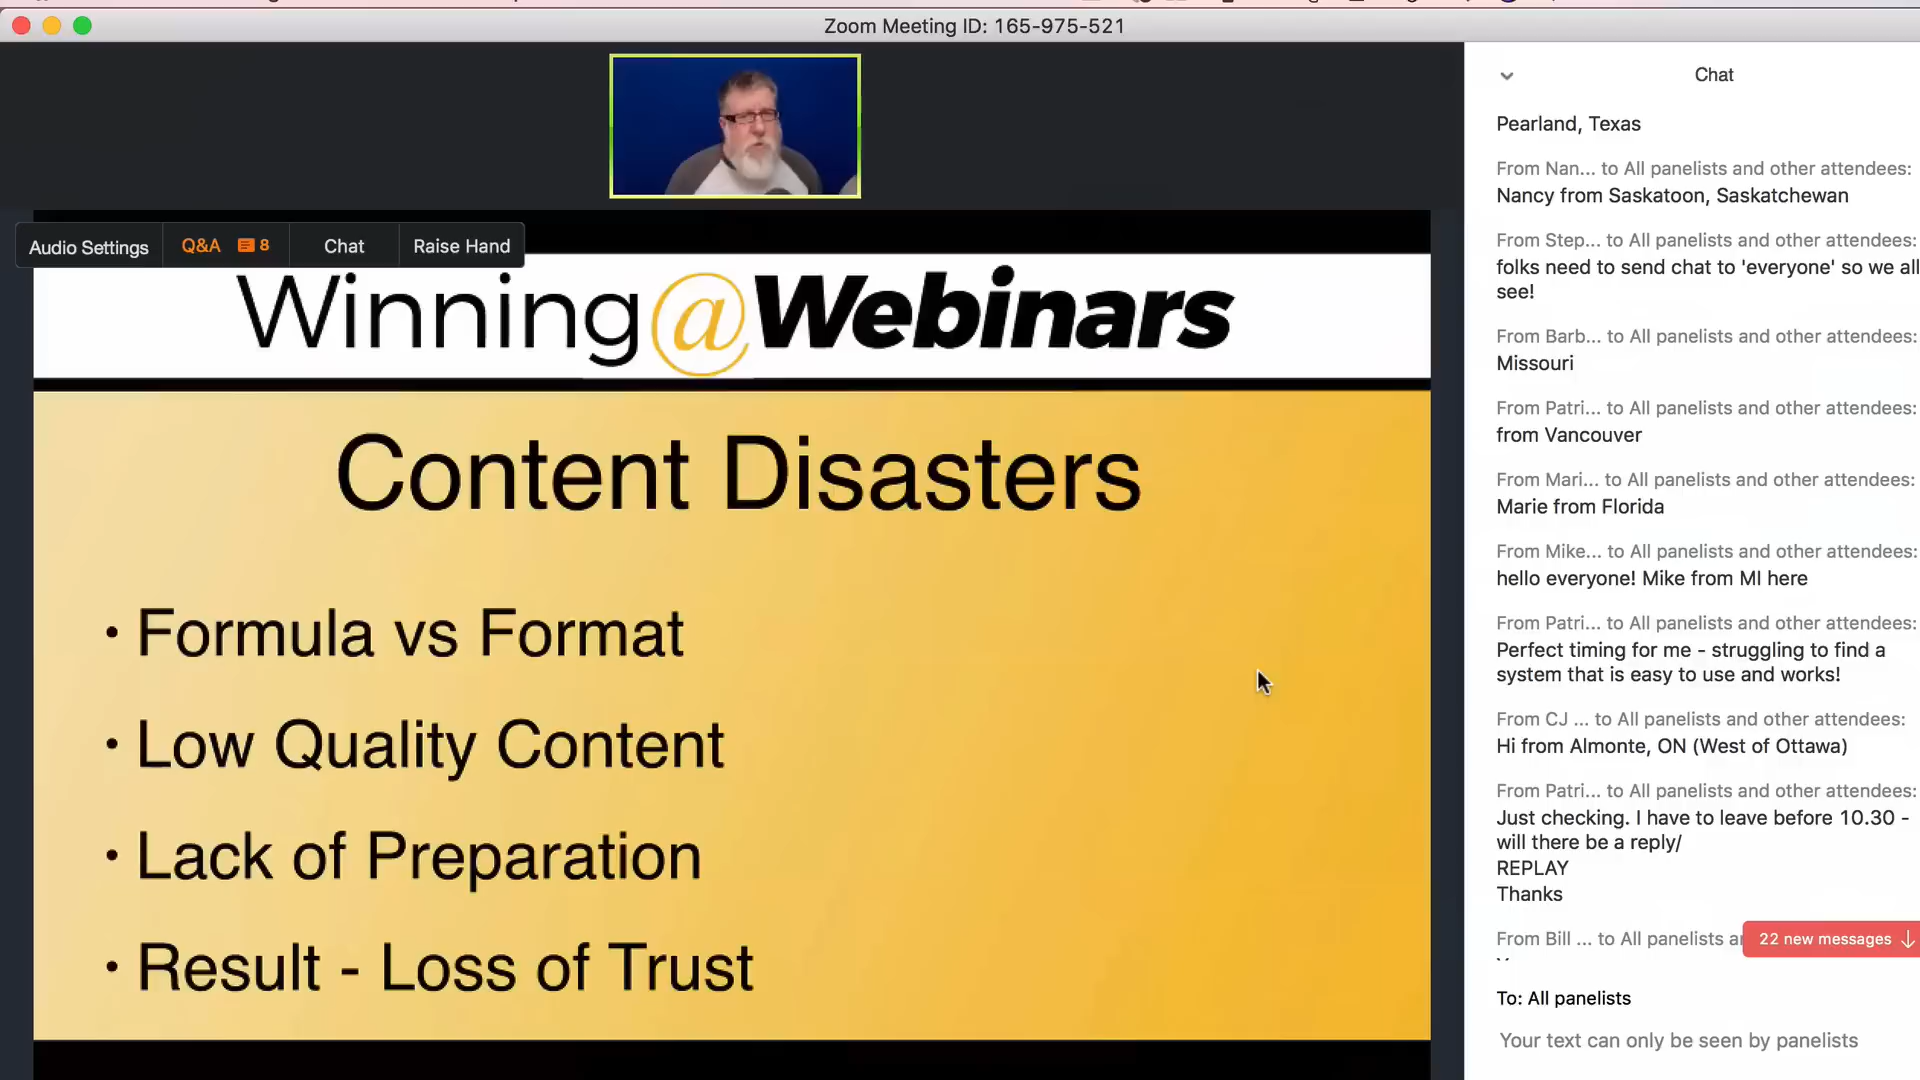 Zoom Meeting ID: 165-975-521
Audio Settings
Q&A 8
Chat
Raise Hand
Winning@Webinars
Content Disasters
• Formula vs Format
• Low Quality Content
• Lack of Preparation
• Result - Loss of Trust
Chat
Pearland, Texas
From Nan... to All panelists and other attendees:
Nancy from Saskatoon, Saskatchewan
From Step... to All panelists and other attendees:
folks need to send chat to 'everyone' so we all
see!
From Barb... to All panelists and other attendees:
Missouri
From Patri... to All panelists and other attendees:
from Vancouver
From Mari... to All panelists and other attendees:
Marie from Florida
From Mike... to All panelists and other attendees:
hello everyone! Mike from MI here
From Patri... to All panelists and other attendees:
Perfect timing for me - struggling to find a
system that is easy to use and works!
From CJ ... to All panelists and other attendees:
Hi from Almonte, ON (West of Ottawa)
From Patri... to All panelists and other attendees:
Just checking. I have to leave before 10.30 -
will there be a reply/
REPLAY
Thanks
From Bill ... to All panelists
22 new messages
To: All panelists
Your text can only be seen by panelists